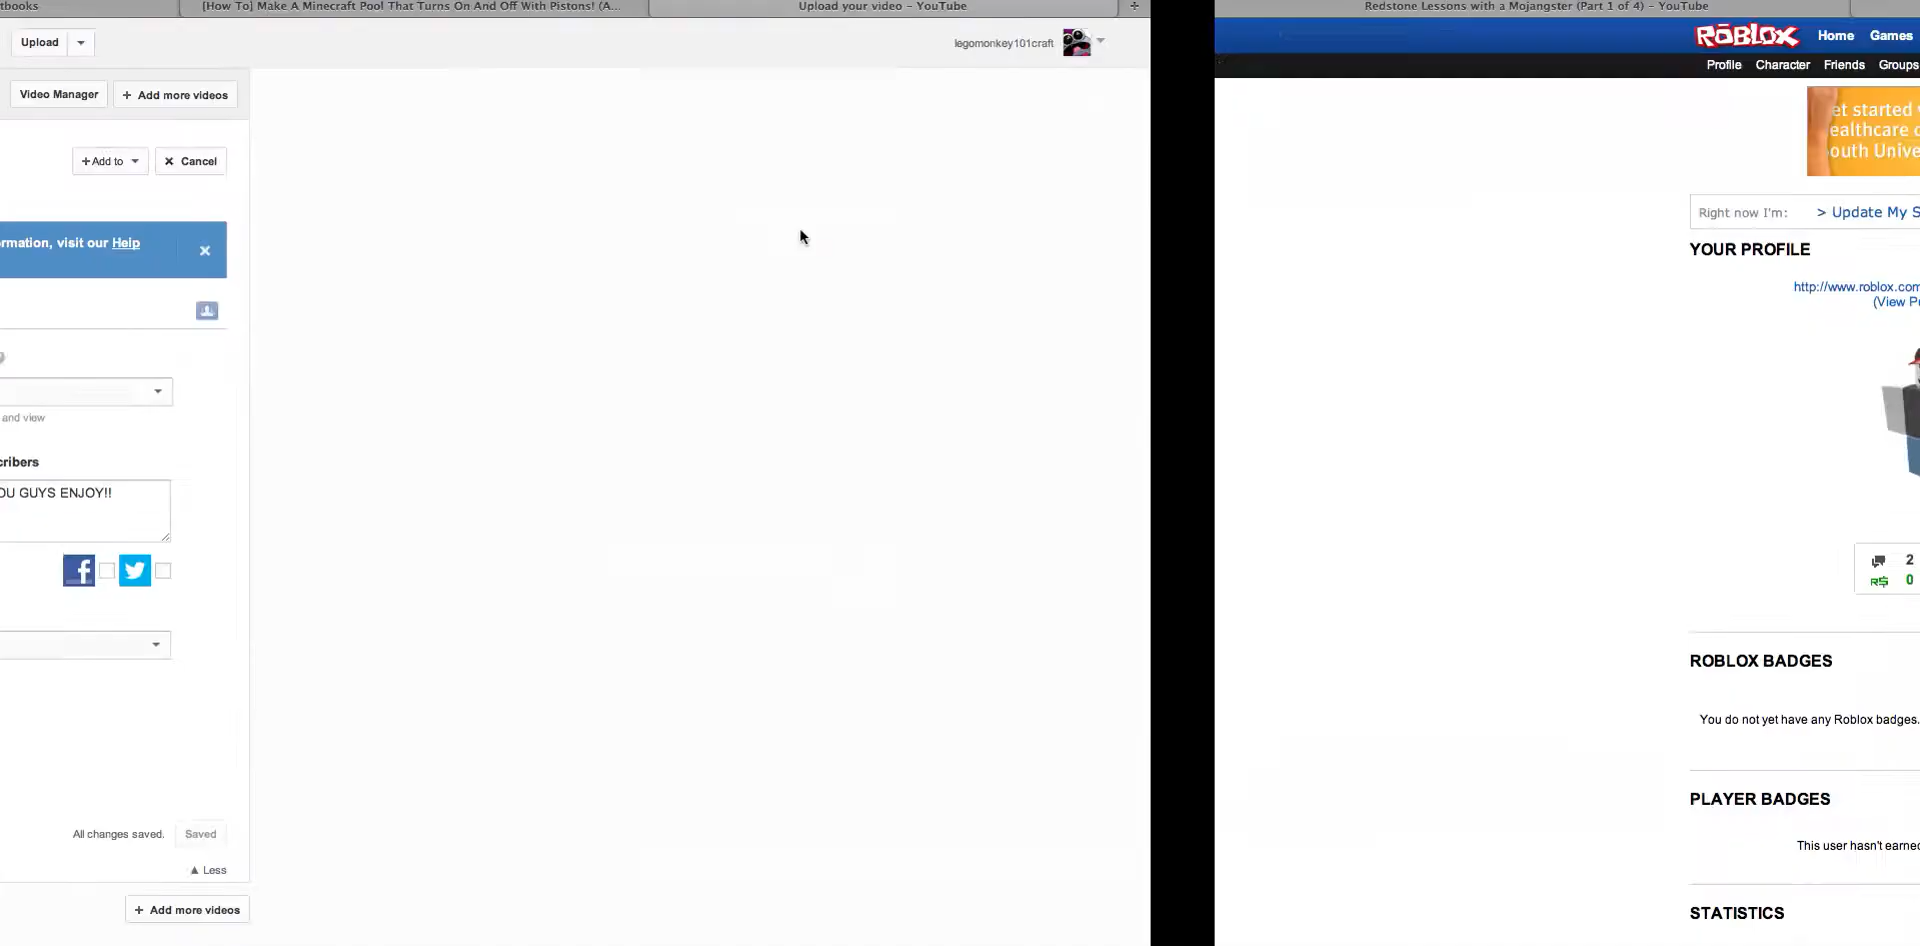 tbooks
[How To] Make A Minecraft Pool That Turns On And Off With Pistons! (A...
Upload your video - YouTube
+
Upload
legomonkey101craft
Video Manager
+ Add more videos
+ Add to
× Cancel
rmation, visit our Help
×
and view
cribers
OU GUYS ENJOY!!
All changes saved.
Saved
▲ Less
+ Add more videos
Redstone Lessons with a Mojangster (Part 1 of 4) - YouTube
ROBLOX
Home
Games
Profile
Character
Friends
Groups
et started
ealthcare
outh Unive
Right now I'm:
> Update My S
YOUR PROFILE
http://www.roblox.com
(View Pu
2
R$ 0
ROBLOX BADGES
You do not yet have any Roblox badges.
PLAYER BADGES
This user hasn't earned
STATISTICS